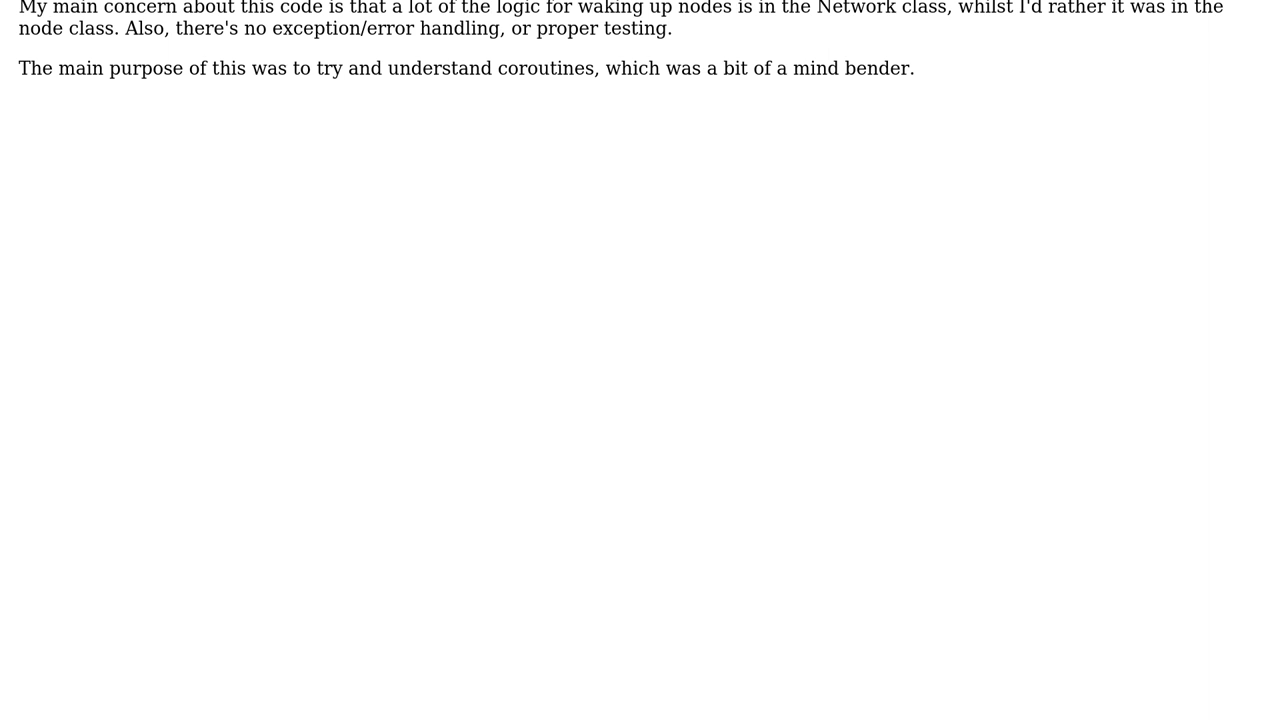 My main concern about this code is that a lot of the logic for waking up nodes is in the Network class, whilst I'd rather it was in the
node class. Also, there's no exception/error handling, or proper testing.
The main purpose of this was to try and understand coroutines, which was a bit of a mind bender.